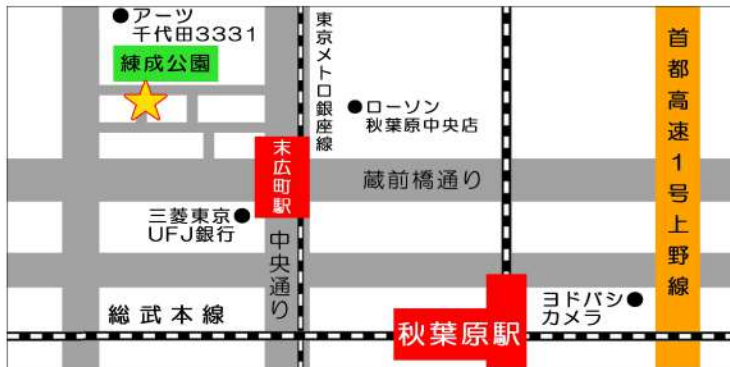 ●アーツ
千代田3331
練成公園
東京メトロ銀座線
首都高速1号上野線
●ローソン
秋葉原中央店
末広町駅
蔵前橋通り
三菱東京●
UFJ銀行
中央通り
ヨドバシ●
カメラ
総武本線
秋葉原駅